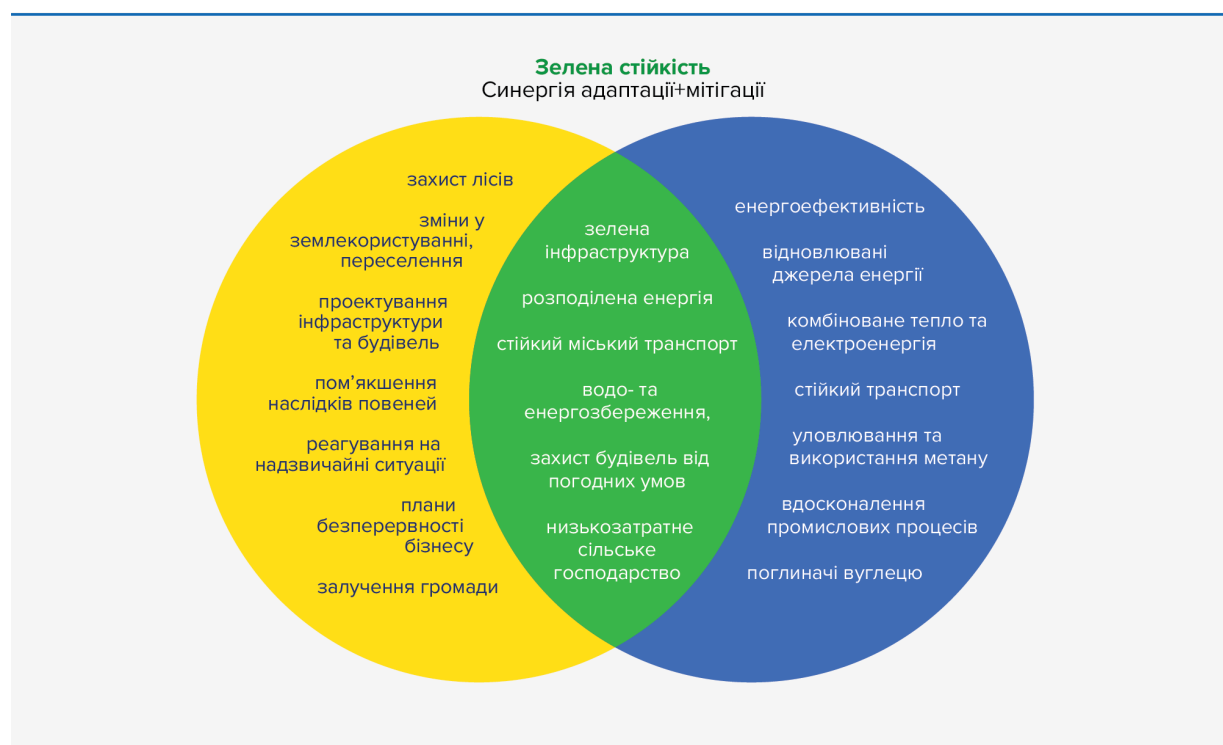 Зелена стійкість
Синергія адаптації+мітігації
захист лісів
зміни у
землекористуванні,
переселення
проектування
інфраструктури
та будівель
пом’якшення
наслідків повеней
реагування на
надзвичайні ситуації
плани
безперервності
бізнесу
залучення громади
зелена
інфраструктура
розподілена енергія
стійкий міський транспорт
водо- та
енергозбереження,
захист будівель від
погодних умов
низькозатратне
сільське
господарство
енергоефективність
відновлювані
джерела енергії
комбіноване тепло та
електроенергія
стійкий транспорт
уловлювання та
використання метану
вдосконалення
промислових процесів
поглиначі вуглецю